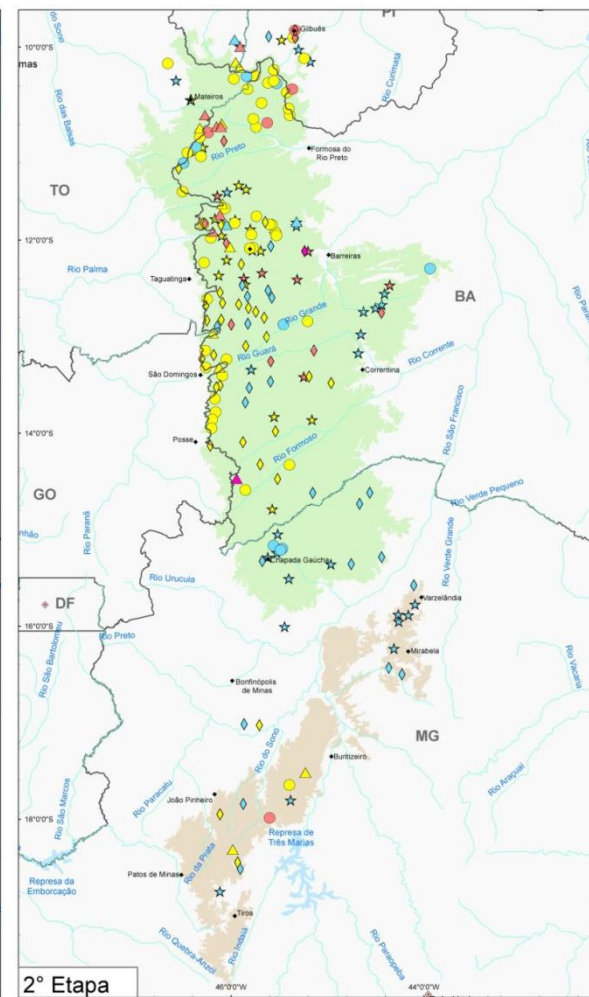 PI
do Sono
Gilbués
10°0'0"S
mas
Rio Curimatá
Mateiros
Rio das Balsas
Formosa do
Rio Preto
Rio Preto
TO
12°0'0"S
Barreiras
Rio Palma
Taguatinga
BA
Rio Grande
Rio Guará
Rio Corrente
São Domingos
Correntina
Rio São Francisco
14°0'0"S
Posse
Rio Formoso
GO
Rio Verde Pequeno
Rio Paranã
Rio Verde Grande
Chapada Gaúcha
Rio Urucuia
Varzelândia
DF
16°0'0"S
Rio Preto
Mirabela
Rio São Bartolomeu
Rio Vacaria
Bonfinópolis
de Minas
Rio do Sono
MG
Buritizeiro
Rio Araçuaí
Rio Paracatu
João Pinheiro
Rio São Marcos
18°0'0"S
Represa de
Três Marias
Rio da Prata
Patos de Minas
Represa da
Emborcação
Tiros
Rio Quebra-Anzol
Rio Indaiá
Rio Paraopeba
2° Etapa
46°0'0"W
44°0'0"W